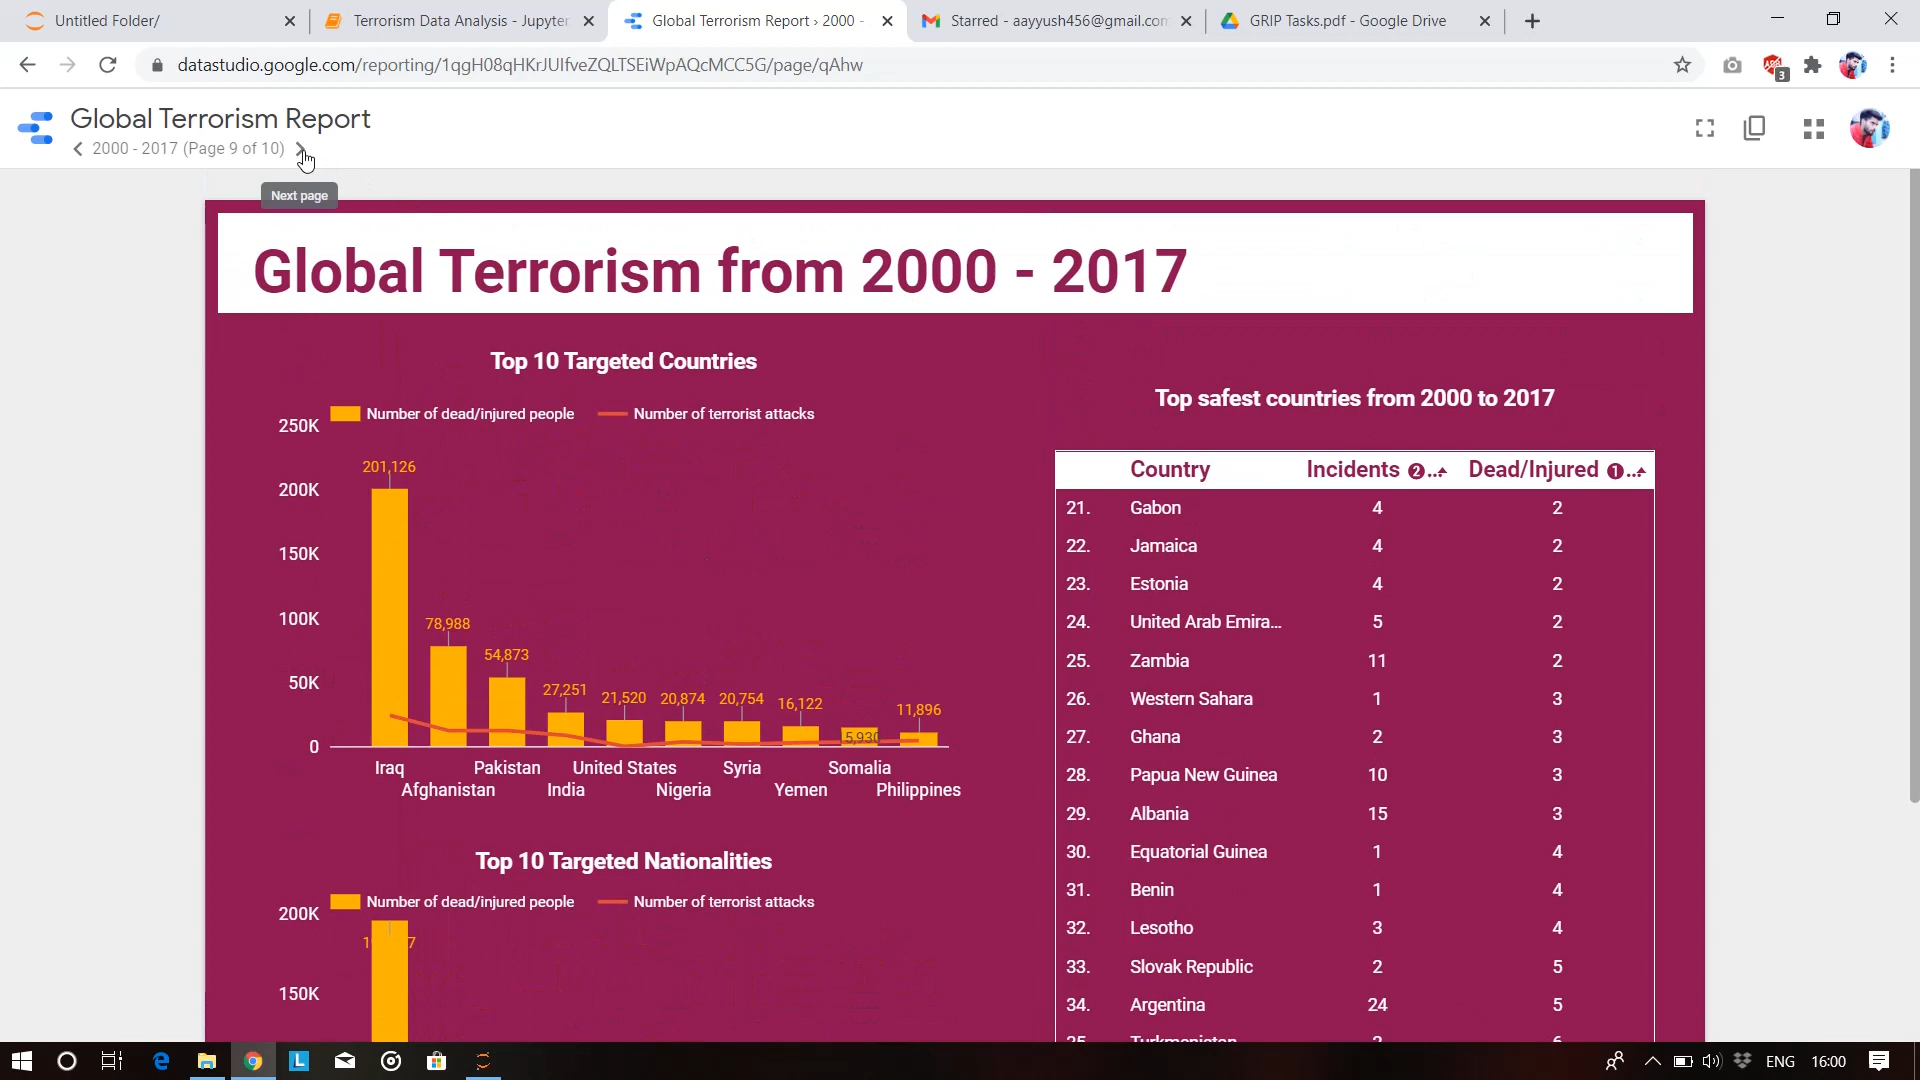 Untitled Folder/
Terrorism Data Analysis - Jupyter
Global Terrorism Report › 2000 -
Starred - aayyush456@gmail.com
GRIP Tasks.pdf - Google Drive
datastudio.google.com/reporting/1qgH08qHKrJUIfveZQLTSEiWpAQcMCC5G/page/qAhw
3
Global Terrorism Report
2000 - 2017 (Page 9 of 10)
Next page
Global Terrorism from 2000 - 2017
Top 10 Targeted Countries
Number of dead/injured people Number of terrorist attacks
250K
200K
150K
100K
50K
0
201,126
78,988
54,873
27,251
21,520
20,874
20,754
16,122
5,930
11,896
Iraq
Afghanistan
Pakistan
India
United States
Nigeria
Syria
Yemen
Somalia
Philippines
Top 10 Targeted Nationalities
Number of dead/injured people Number of terrorist attacks
200K
150K
Top safest countries from 2000 to 2017
Country Incidents 2... Dead/Injured 1...
21. Gabon 4 2
22. Jamaica 4 2
23. Estonia 4 2
24. United Arab Emira... 5 2
25. Zambia 11 2
26. Western Sahara 1 3
27. Ghana 2 3
28. Papua New Guinea 10 3
29. Albania 15 3
30. Equatorial Guinea 1 4
31. Benin 1 4
32. Lesotho 3 4
33. Slovak Republic 2 5
34. Argentina 24 5
L
ENG 16:00